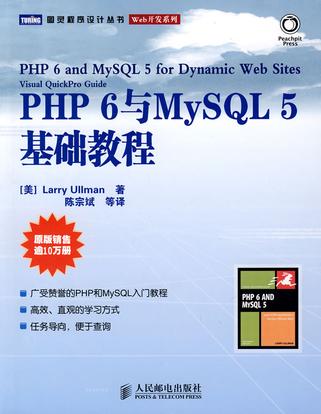 TURING 图灵程序设计丛书 Web开发系列
Peachpit
Press
PHP 6 and MySQL 5 for Dynamic Web Sites
Visual QuickPro Guide
PHP 6与MySQL 5
基础教程
[美] Larry Ullman 著
陈宗斌 等译
原版销售
逾10万册
广受赞誉的PHP和MySQL入门教程
高效、直观的学习方式
任务导向，便于查询
PHP 6 AND
MYSQL 5
LARRY ULLMAN
人民邮电出版社
POSTS & TELECOM PRESS